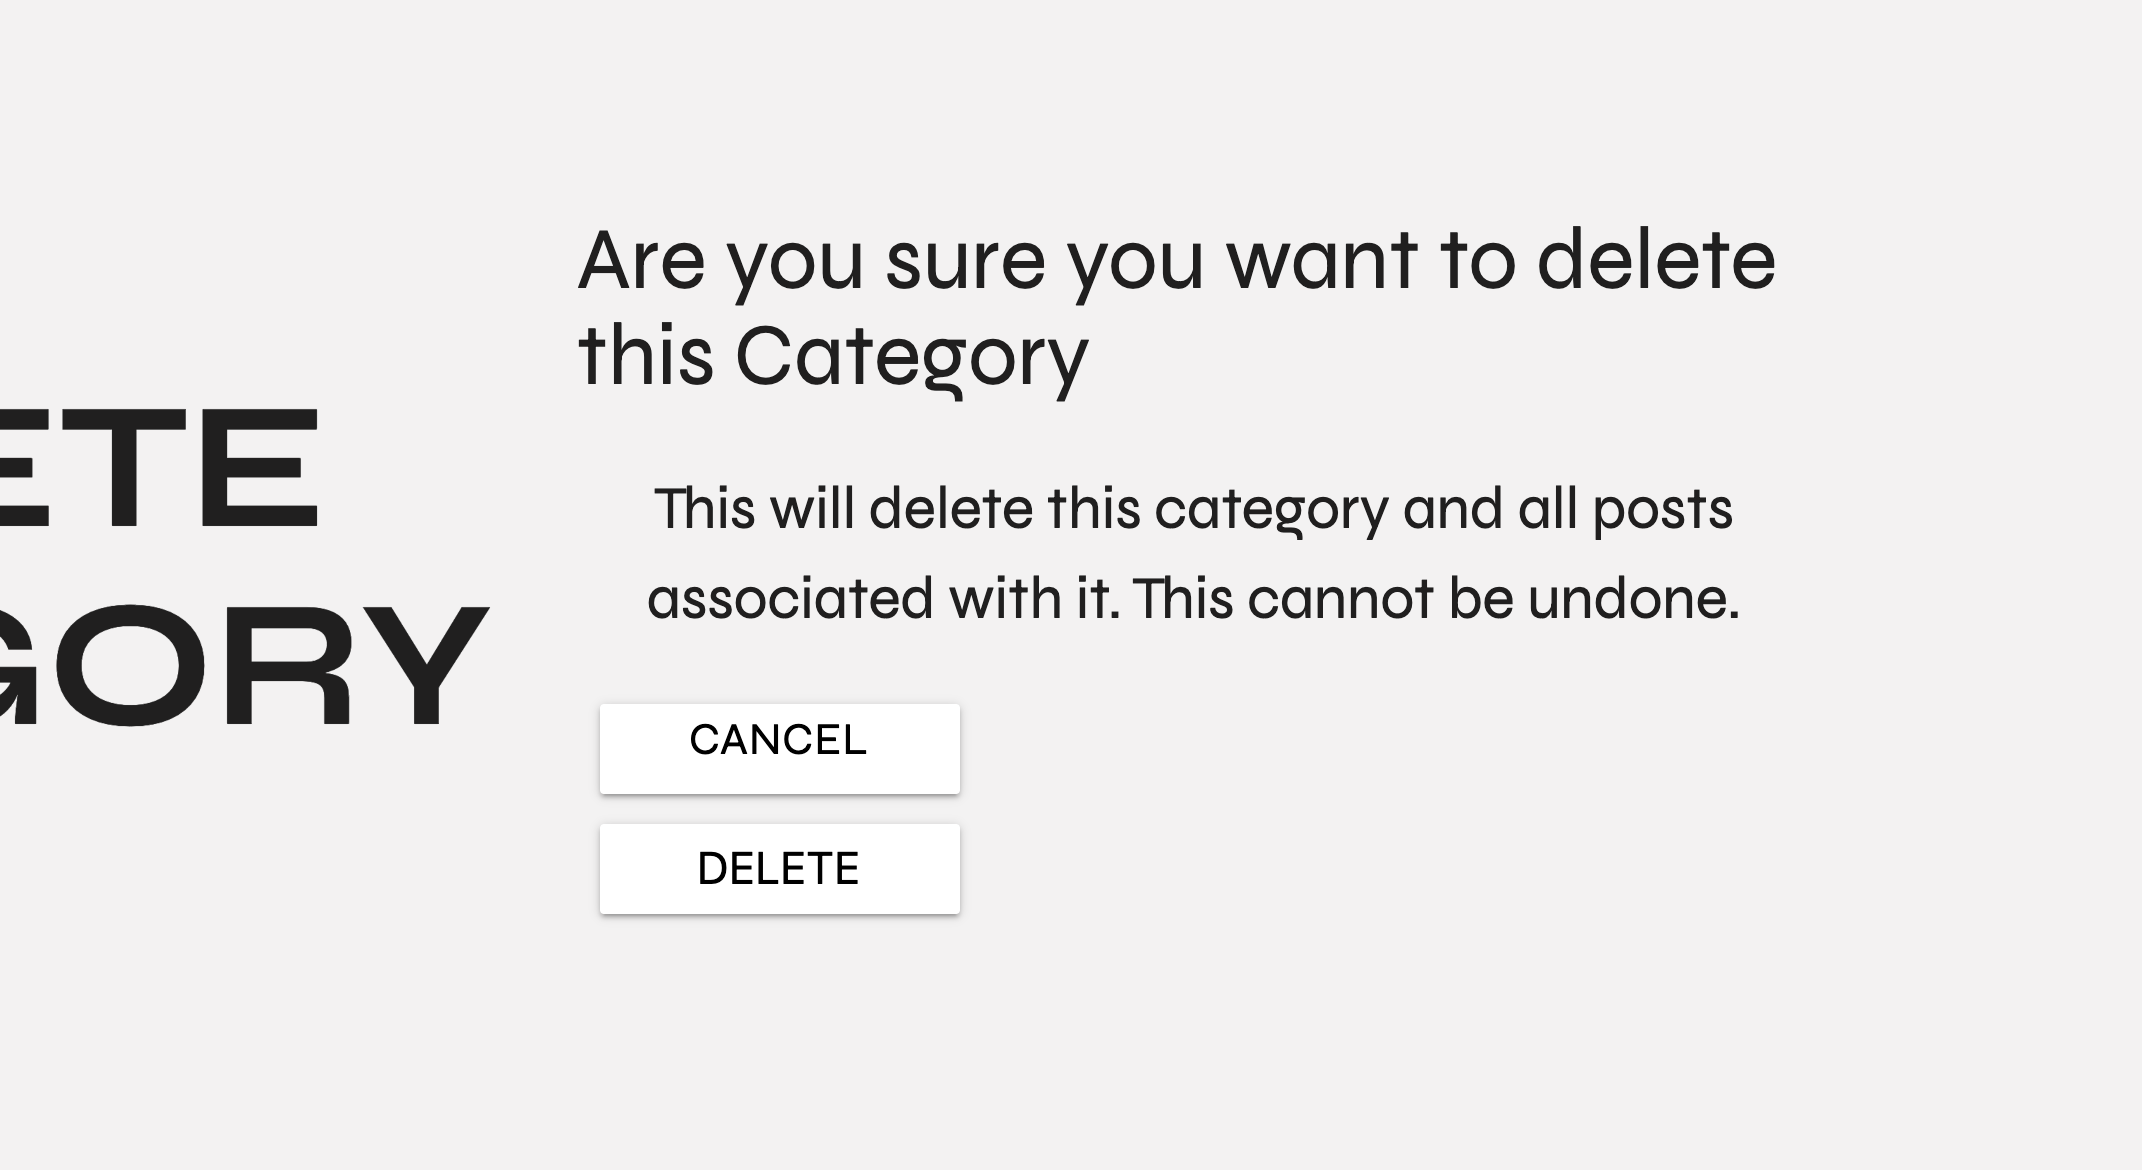 ETE
GORY
Are you sure you want to delete
this Category
This will delete this category and all posts
associated with it. This cannot be undone.
CANCEL
DELETE